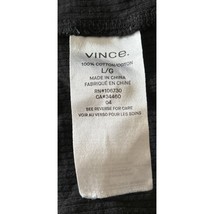 VINCE.
100% COTTON/COTON
L/G
MADE IN CHINA
FABRIQUÉ EN CHINE
RN#106230
CA#34460
04
SEE REVERSE FOR CARE
VOIR AU VERSO POUR LES SOINS